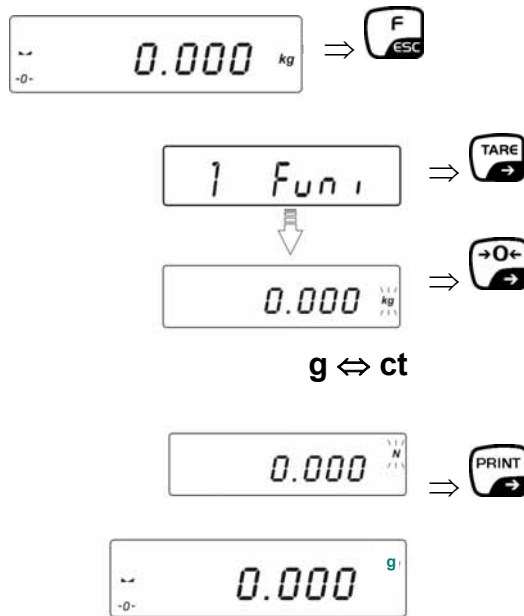 -0- 0.000 kg ⇒ F ESC
1 Funi ⇒ TARE →
0.000 kg ⇒ →0← →
g ⇔ ct
0.000 N ⇒ PRINT →
-0- 0.000 g